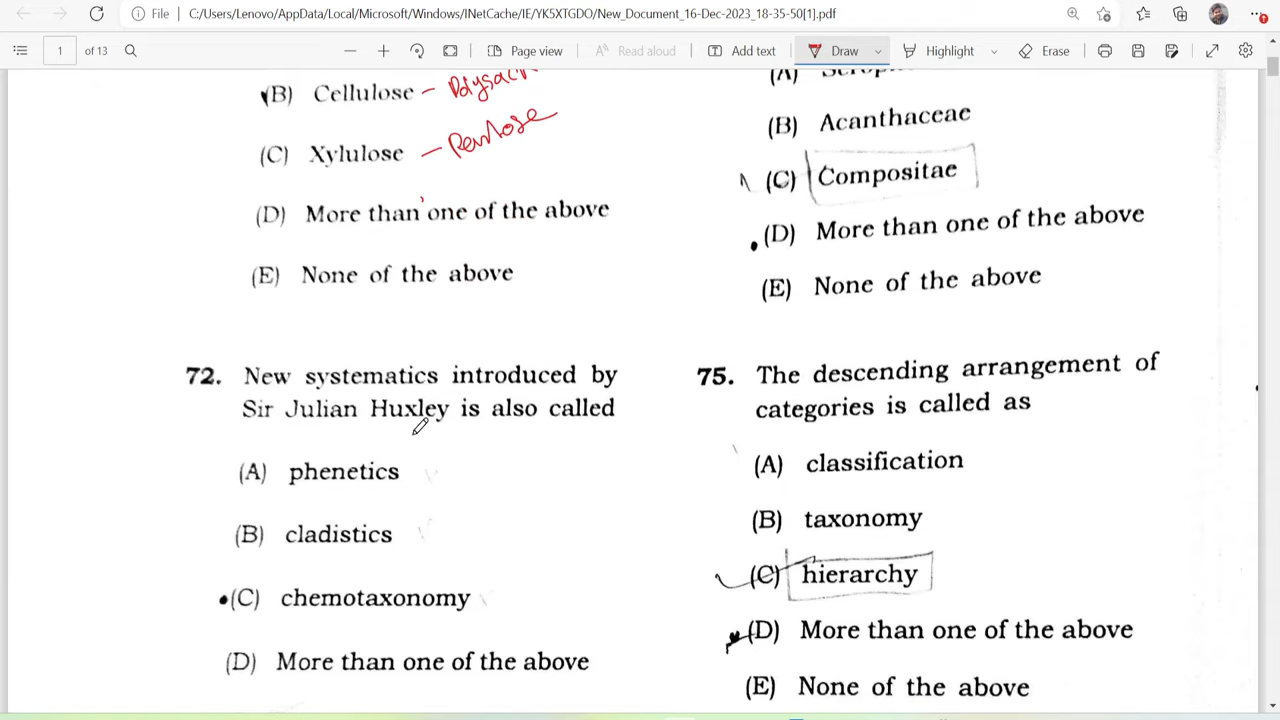 File
C:/Users/Lenovo/AppData/Local/Microsoft/Windows/INetCache/IE/YK5XTGDO/New_Document_16-Dec-2023_18-35-50[1].pdf
1 of 13
Page view
Read aloud
Add text
Draw
Highlight
Erase
(B) Cellulose –
(C) Xylulose – Pentose
(D) More than one of the above
(E) None of the above
72. New systematics introduced by
Sir Julian Huxley is also called
(A) phenetics
(B) cladistics
(C) chemotaxonomy
(D) More than one of the above
(A)
(B) Acanthaceae
(C) Compositae
(D) More than one of the above
(E) None of the above
75. The descending arrangement of
categories is called as
(A) classification
(B) taxonomy
(C) hierarchy
(D) More than one of the above
(E) None of the above